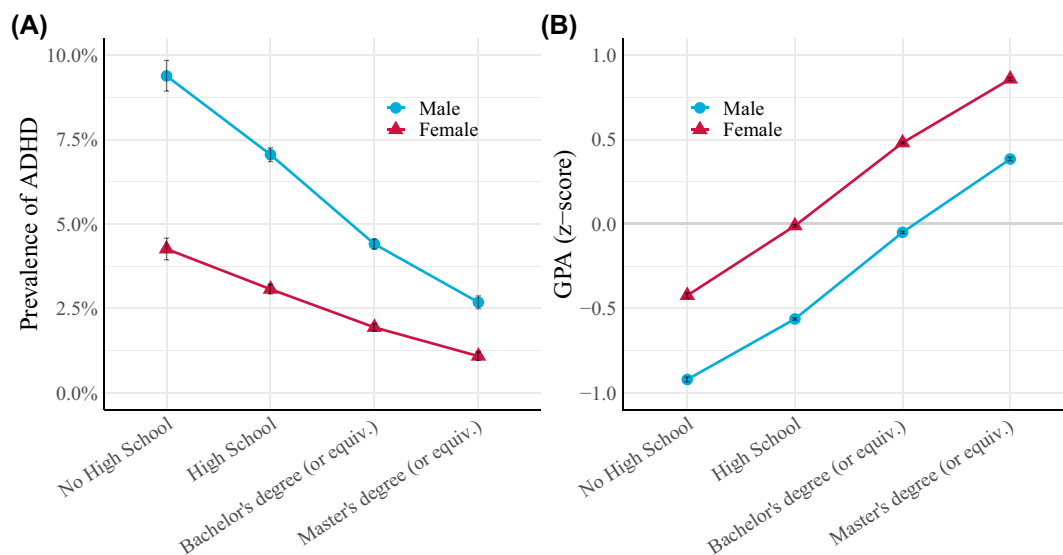 (A)
Prevalence of ADHD
10.0%
7.5%
5.0%
2.5%
0.0%
Male
Female
No High School
High School
Bachelor's degree (or equiv.)
Master's degree (or equiv.)
(B)
GPA (z−score)
1.0
0.5
0.0
−0.5
−1.0
Male
Female
No High School
High School
Bachelor's degree (or equiv.)
Master's degree (or equiv.)